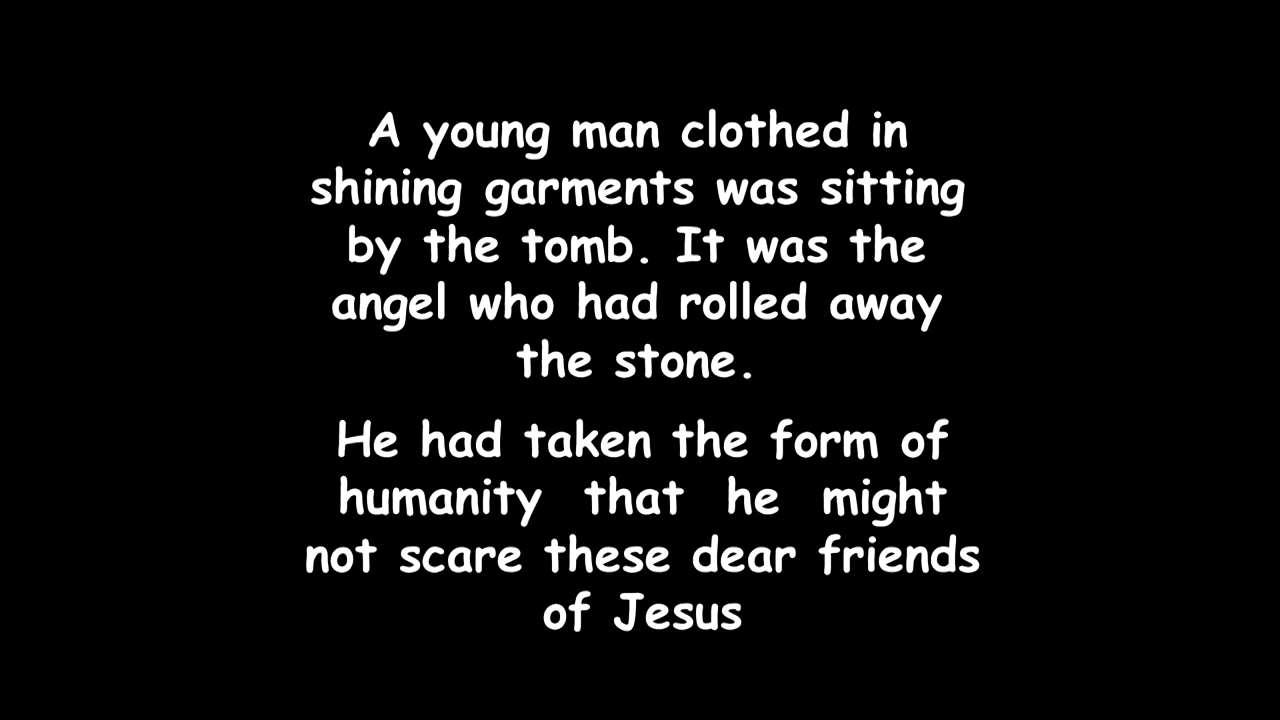 A young man clothed in
shining garments was sitting
by the tomb. It was the
angel who had rolled away
the stone.
He had taken the form of
humanity that he might
not scare these dear friends
of Jesus